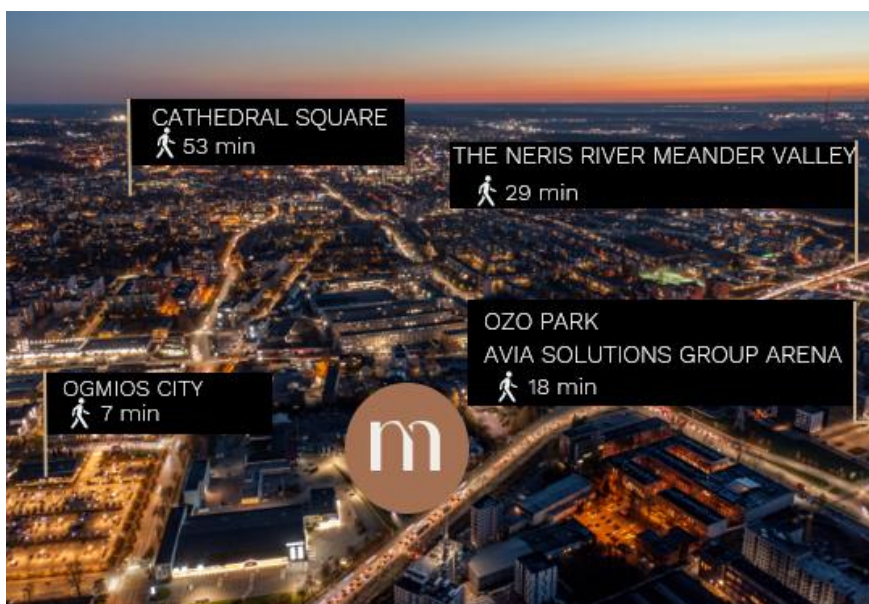 CATHEDRAL SQUARE
53 min
THE NERIS RIVER MEANDER VALLEY
29 min
OZO PARK
AVIA SOLUTIONS GROUP ARENA
18 min
OGMIOS CITY
7 min
m